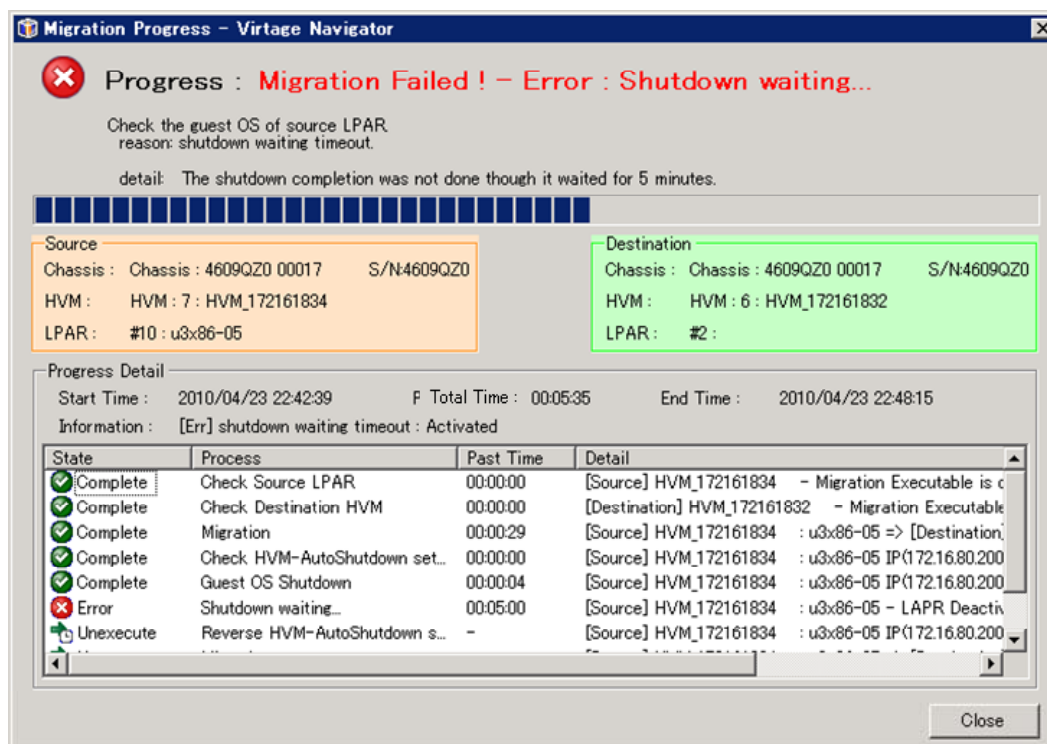 Migration Progress - Virtage Navigator
Progress : Migration Failed ! - Error : Shutdown waiting...
Check the guest OS of source LPAR
reason: shutdown waiting timeout.
detail: The shutdown completion was not done though it waited for 5 minutes.
Source
Chassis : Chassis : 4609QZ0 00017 S/N:4609QZ0
HVM : HVM : 7 : HVM_172161834
LPAR : #10 : u3x86-05
Destination
Chassis : Chassis : 4609QZ0 00017 S/N:4609QZ0
HVM : HVM : 6 : HVM_172161832
LPAR : #2 :
Progress Detail
Start Time : 2010/04/23 22:42:39 F Total Time : 00:05:35 End Time : 2010/04/23 22:48:15
Information : [Err] shutdown waiting timeout : Activated
State Process Past Time Detail
Complete Check Source LPAR 00:00:00 [Source] HVM_172161834 - Migration Executable is c
Complete Check Destination HVM 00:00:00 [Destination] HVM_172161832 - Migration Executable
Complete Migration 00:00:29 [Source] HVM_172161834 : u3x86-05 => [Destination]
Complete Check HVM-AutoShutdown set... 00:00:00 [Source] HVM_172161834 : u3x86-05 IP(172.16.80.200
Complete Guest OS Shutdown 00:00:04 [Source] HVM_172161834 : u3x86-05 IP(172.16.80.200
Error Shutdown waiting... 00:05:00 [Source] HVM_172161834 : u3x86-05 - LAPR Deactiv
Unexecute Reverse HVM-AutoShutdown s... - [Source] HVM_172161834 : u3x86-05 IP(172.16.80.200
Close